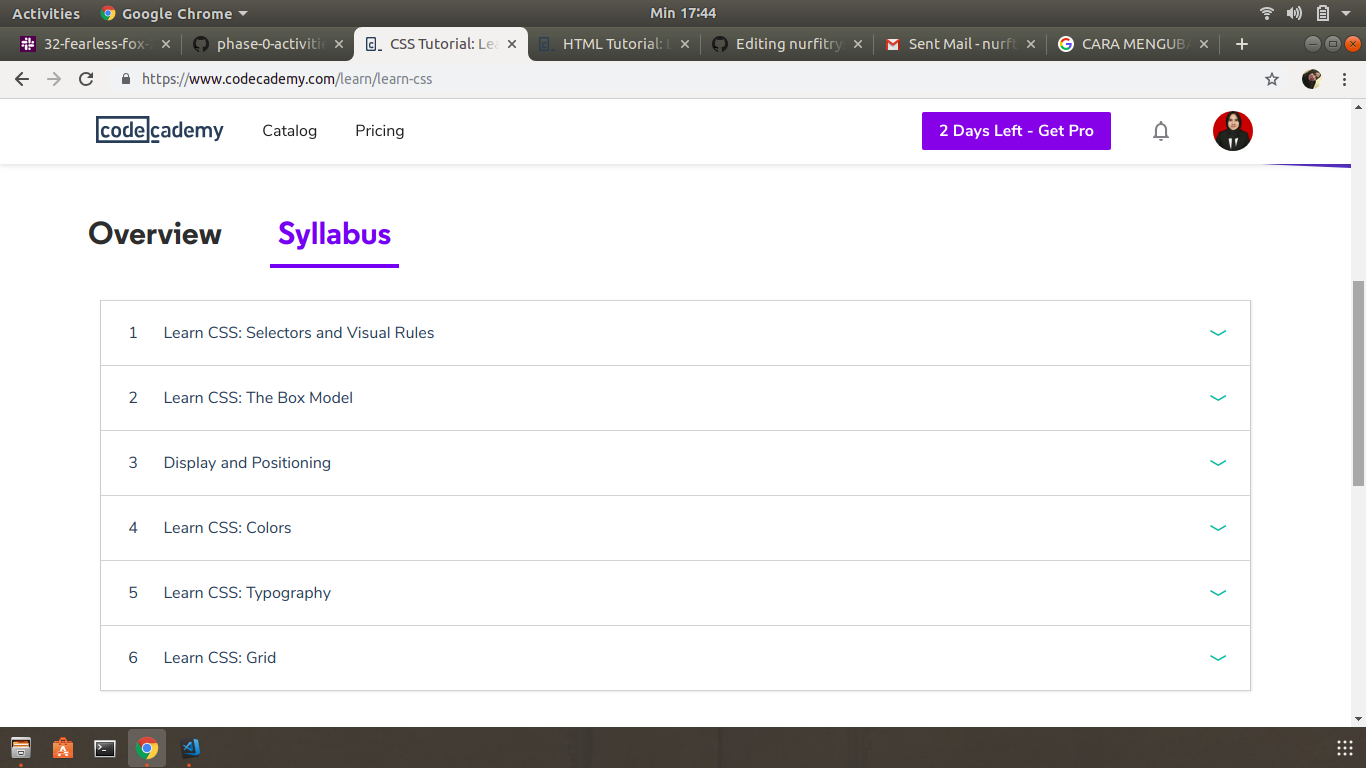 Activities Google Chrome Min 17:44
32-fearless-fox- phase-0-activiti CSS Tutorial: Lea HTML Tutorial: Editing nurfitry Sent Mail - nurf CARA MENGUBA
https://www.codecademy.com/learn/learn-css
codecademy Catalog Pricing 2 Days Left - Get Pro
Overview Syllabus
1 Learn CSS: Selectors and Visual Rules
2 Learn CSS: The Box Model
3 Display and Positioning
4 Learn CSS: Colors
5 Learn CSS: Typography
6 Learn CSS: Grid